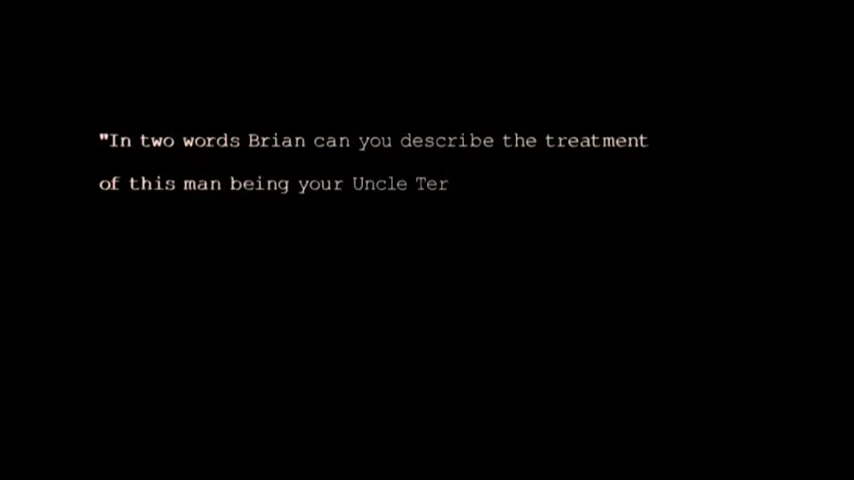 "In two words Brian can you describe the treatment
of this man being your Uncle Ter